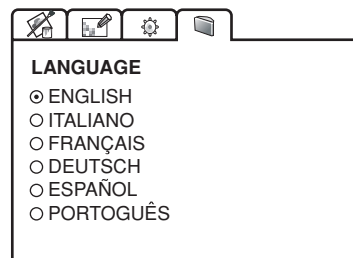 LANGUAGE
ENGLISH
ITALIANO
FRANÇAIS
DEUTSCH
ESPAÑOL
PORTOGUÊS